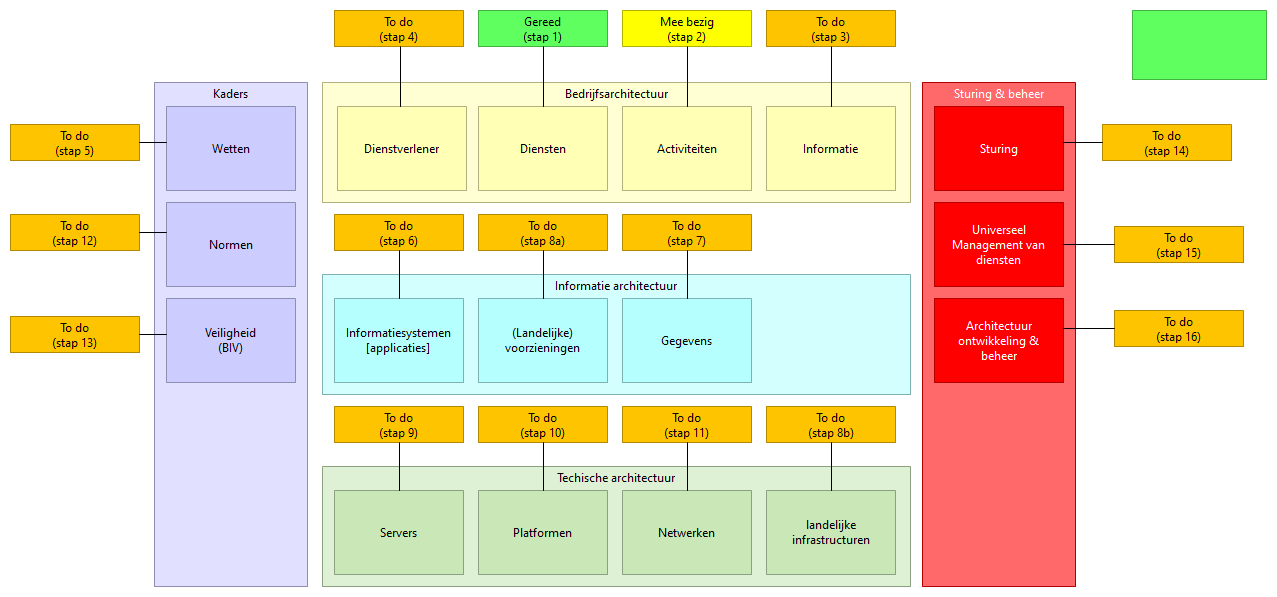 To do
(stap 4)
Gereed
(stap 1)
Mee bezig
(stap 2)
To do
(stap 3)
Kaders
Bedrijfsarchitectuur
Sturing & beheer
To do
(stap 5)
Wetten
Dienstverlener
Diensten
Activiteiten
Informatie
Sturing
To do
(stap 14)
To do
(stap 12)
Normen
To do
(stap 6)
To do
(stap 8a)
To do
(stap 7)
Universeel
Management van
diensten
To do
(stap 15)
Informatie architectuur
To do
(stap 13)
Veiligheid
(BIV)
Informatiesystemen
[applicaties]
(Landelijke)
voorzieningen
Gegevens
Architectuur
ontwikkeling &
beheer
To do
(stap 16)
To do
(stap 9)
To do
(stap 10)
To do
(stap 11)
To do
(stap 8b)
Techische architectuur
Servers
Platformen
Netwerken
landelijke
infrastructuren